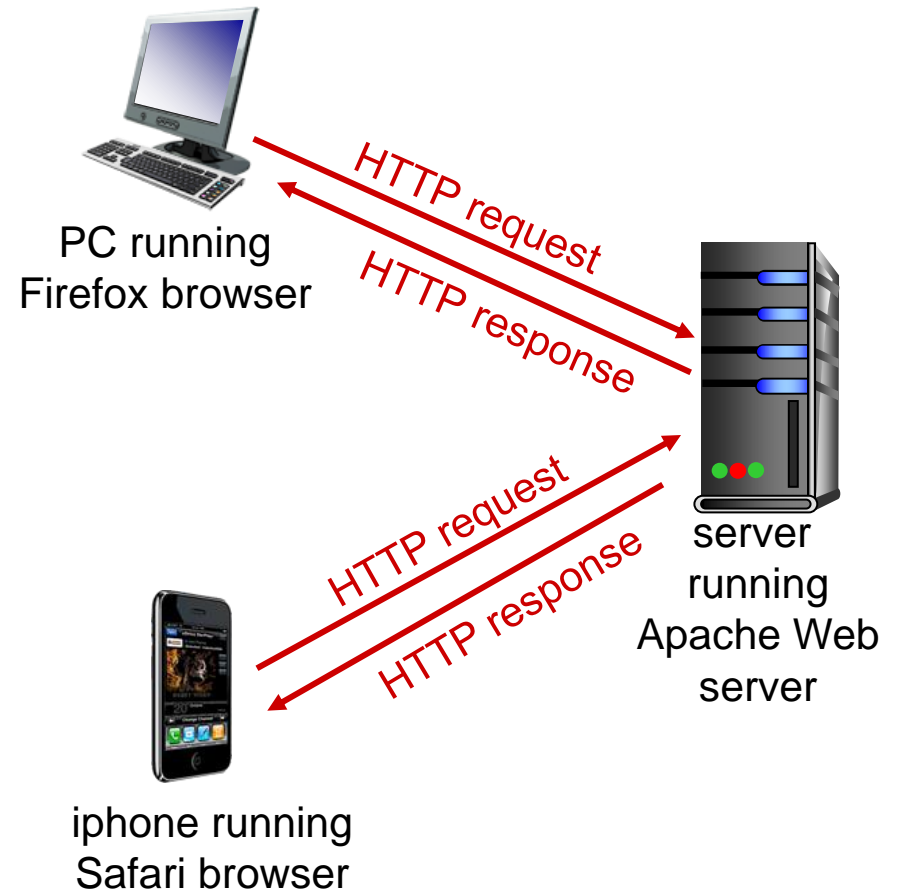 HTTP request
HTTP response
PC running
Firefox browser
HTTP request
HTTP response
server
running
Apache Web
server
iphone running
Safari browser